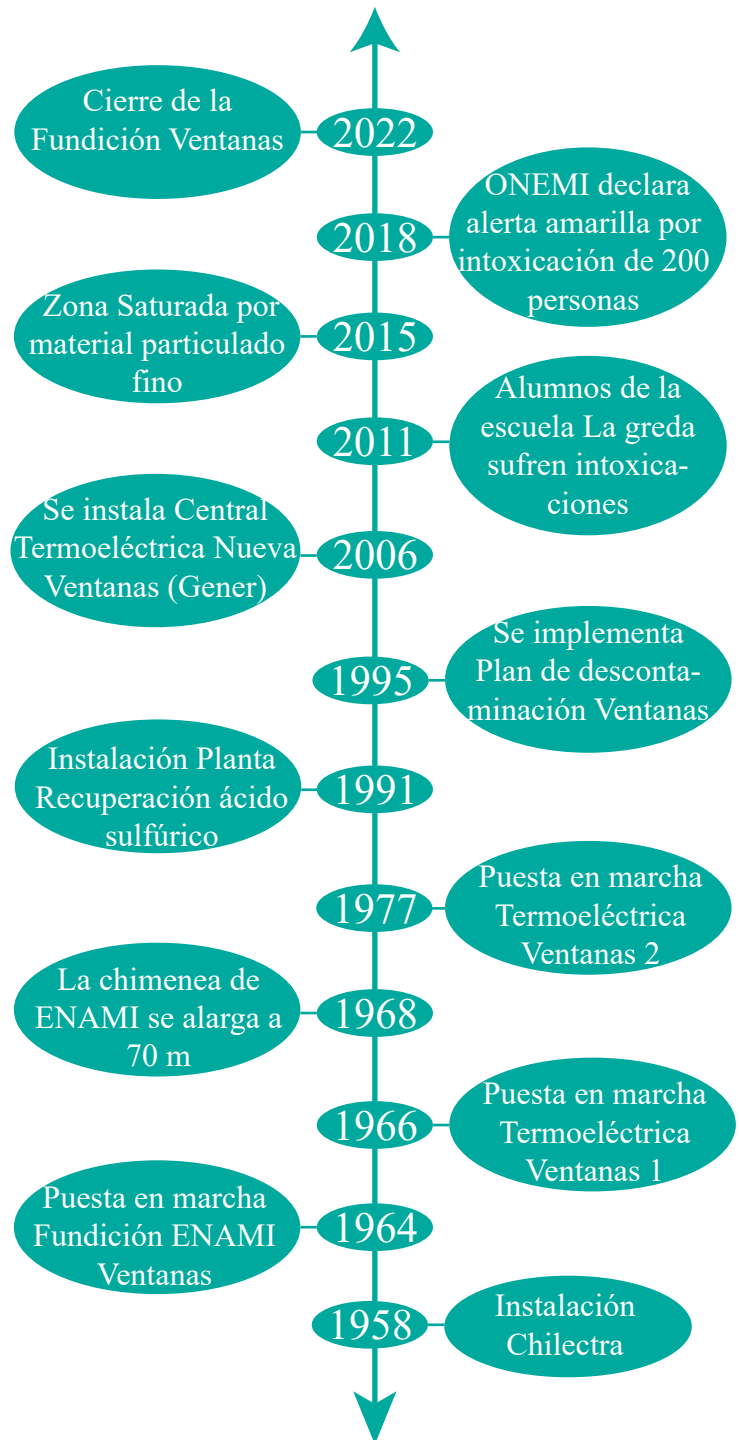 Cierre de la
Fundición Ventanas
2022
ONEMI declara
alerta amarilla por
intoxicación de 200
personas
2018
Zona Saturada por
material particulado
fino
2015
Alumnos de la
escuela La greda
sufren intoxica-
ciones
2011
Se instala Central
Termoeléctrica Nueva
Ventanas (Gener)
2006
Se implementa
Plan de desconta-
minación Ventanas
1995
Instalación Planta
Recuperación ácido
sulfúrico
1991
Puesta en marcha
Termoeléctrica
Ventanas 2
1977
La chimenea de
ENAMI se alarga a
70 m
1968
Puesta en marcha
Termoeléctrica
Ventanas 1
1966
Puesta en marcha
Fundición ENAMI
Ventanas
1964
Instalación
Chilectra
1958